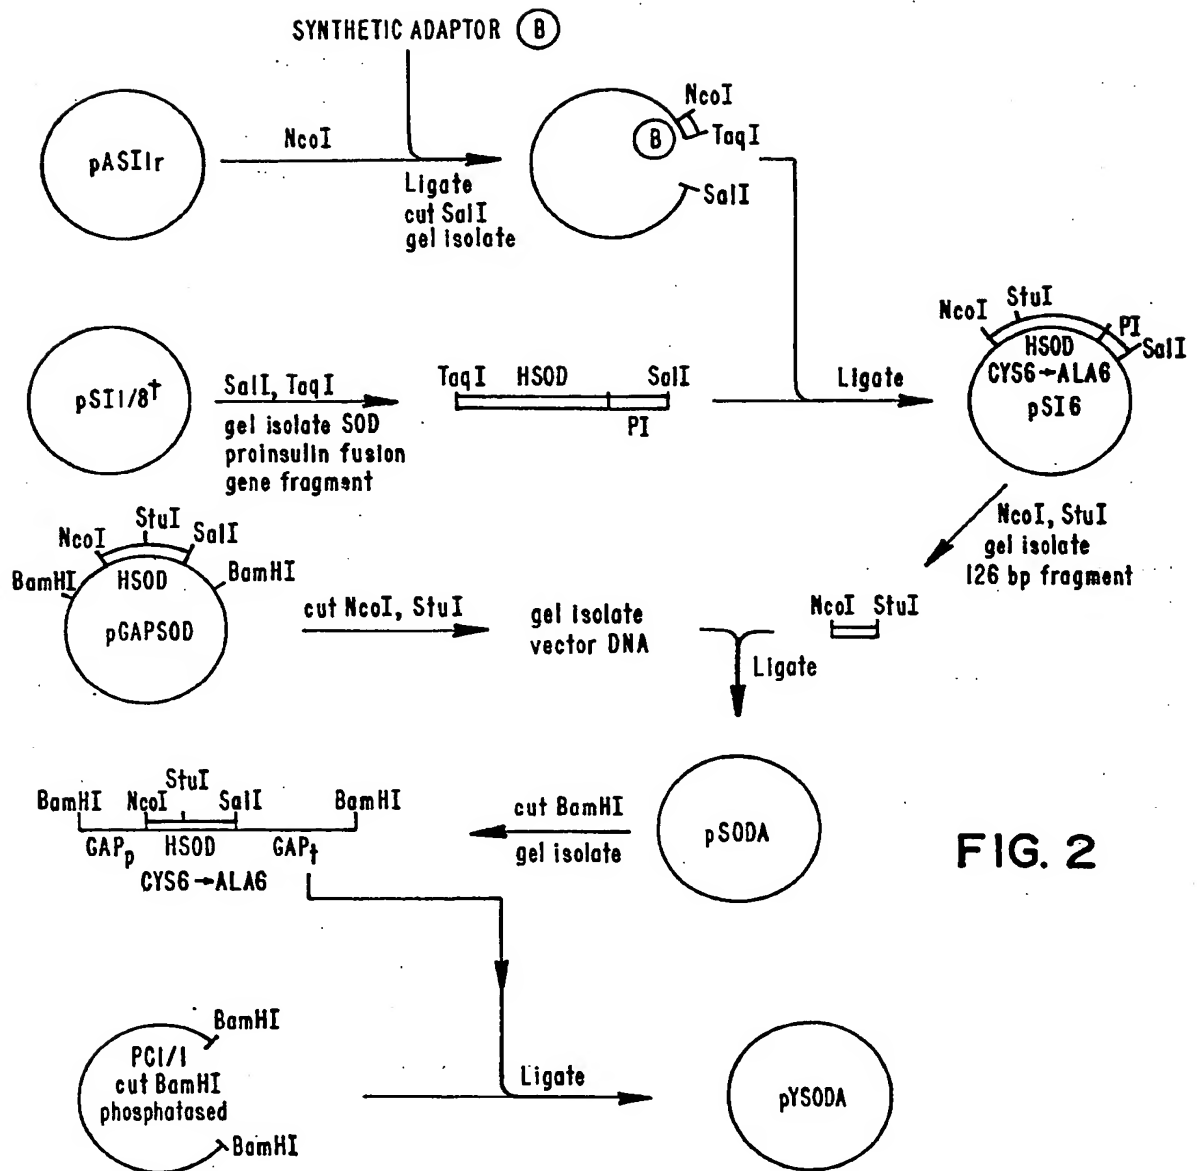 SYNTHETIC ADAPTOR B
pASI1r
NcoI
Ligate
cut SalI
gel isolate
NcoI
B
TaqI
SalI
pSI1/8†
SalI, TaqI
gel isolate SOD
proinsulin fusion
gene fragment
TaqI HSOD SalI
PI
Ligate
NcoI
StuI
PI
SalI
HSOD
CYS6→ALA6
pSI6
NcoI, StuI
gel isolate
126 bp fragment
NcoI StuI
BamHI
NcoI
StuI
SalI
BamHI
HSOD
pGAPSOD
cut NcoI, StuI
gel isolate
vector DNA
Ligate
pSODA
cut BamHI
gel isolate
StuI
BamHI NcoI SalI BamHI
GAPp HSOD GAPt
CYS6→ALA6
FIG. 2
BamHI
PC1/1
cut BamHI
phosphatased
BamHI
Ligate
pYSODA